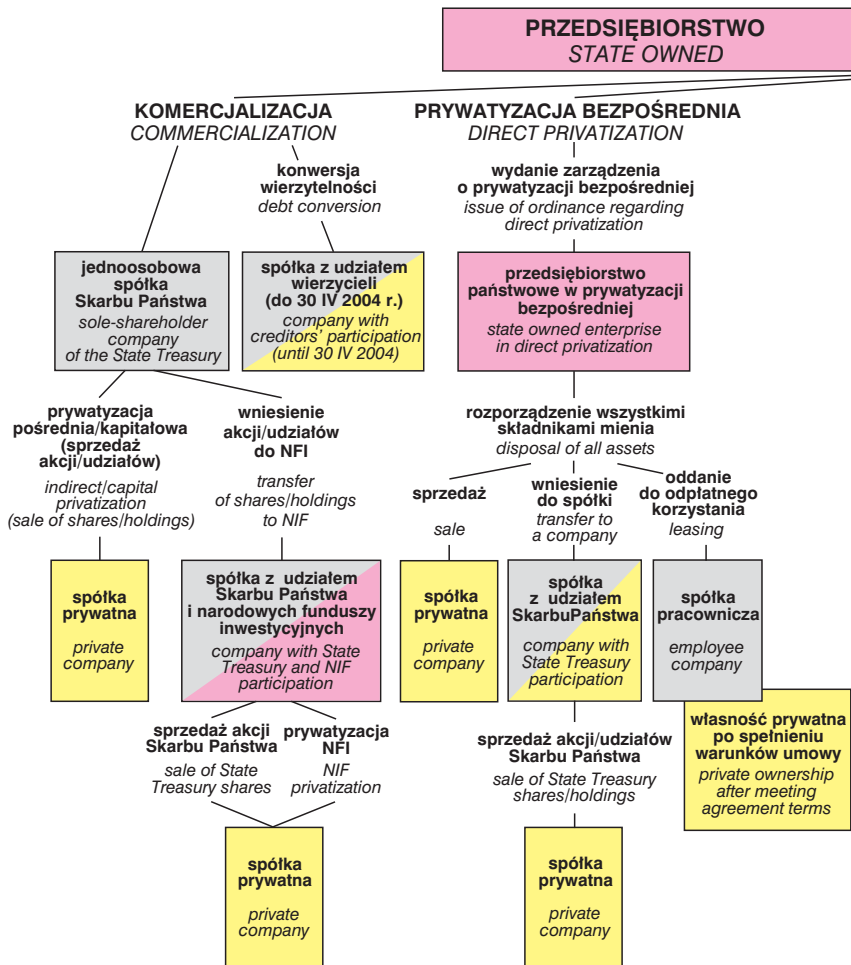 PRZEDSIĘBIORSTWO
STATE OWNED
KOMERCJALIZACJA
COMMERCIALIZATION
PRYWATYZACJA BEZPOŚREDNIA
DIRECT PRIVATIZATION
konwersja
wierzytelności
debt conversion
wydanie zarządzenia
o prywatyzacji bezpośredniej
issue of ordinance regarding
direct privatization
jednoosobowa
spółka
Skarbu Państwa
sole-shareholder
company
of the State Treasury
spółka z udziałem
wierzycieli
(do 30 IV 2004 r.)
company with
creditors' participation
(until 30 IV 2004)
przedsiębiorstwo
państwowe w prywatyzacji
bezpośredniej
state owned enterprise
in direct privatization
prywatyzacja
pośrednia/kapitałowa
(sprzedaż
akcji/udziałów)
indirect/capital
privatization
(sale of shares/holdings)
wniesienie
akcji/udziałów
do NFI
transfer
of shares/holdings
to NIF
rozporządzenie wszystkimi
składnikami mienia
disposal of all assets
sprzedaż
sale
wniesienie
do spółki
transfer to
a company
oddanie
do odpłatnego
korzystania
leasing
spółka
prywatna
private
company
spółka z udziałem
Skarbu Państwa
i narodowych funduszy
inwestycyjnych
company with State
Treasury and NIF
participation
spółka
prywatna
private
company
spółka
z udziałem
SkarbuPaństwa
company with
State Treasury
participation
spółka
pracownicza
employee
company
własność prywatna
po spełnieniu
warunków umowy
private ownership
after meeting
agreement terms
sprzedaż akcji
Skarbu Państwa
sale of State
Treasury shares
prywatyzacja
NFI
NIF
privatization
sprzedaż akcji/udziałów
Skarbu Państwa
sale of State Treasury
shares/holdings
spółka
prywatna
private
company
spółka
prywatna
private
company